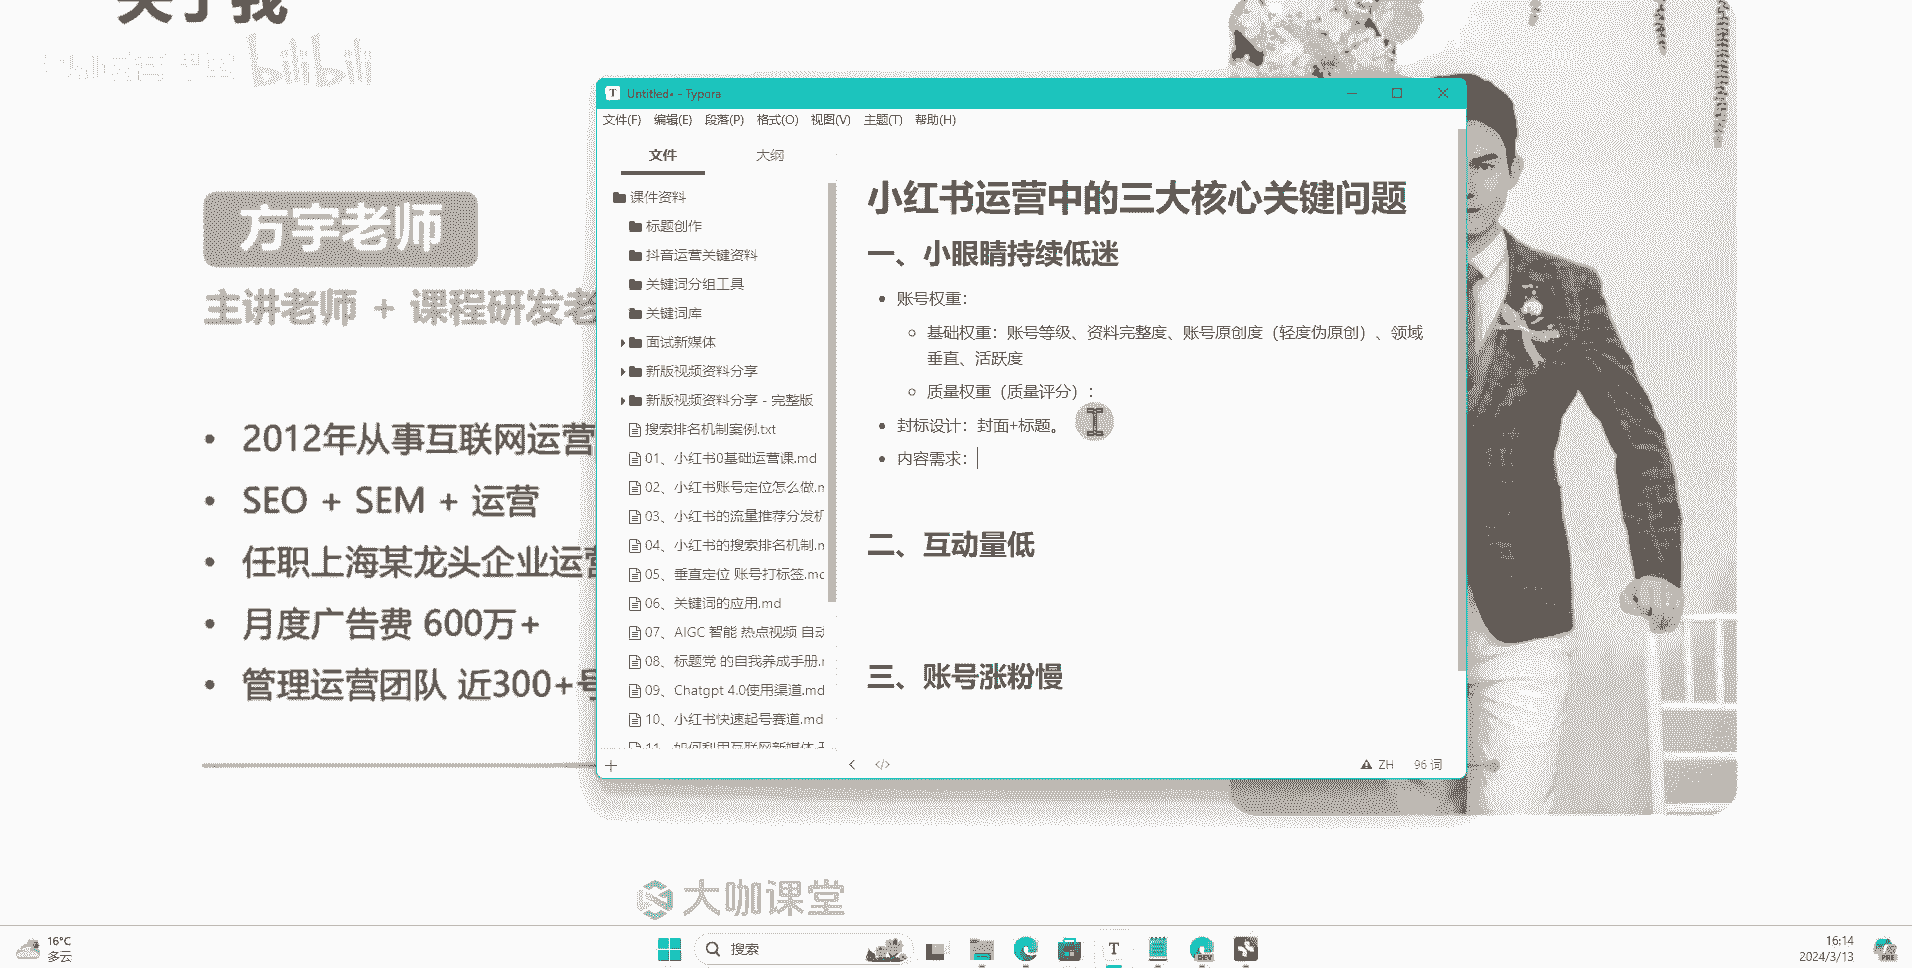 关于我
bilibili
方宇老师
主讲老师 + 课程研发老
2012年从事互联网运营
SEO + SEM + 运营
任职上海某龙头企业运营
月度广告费 600万+
管理运营团队 近300+号
Untitled• - Typora
文件(F) 编辑(E) 段落(P) 格式(O) 视图(V) 主题(T) 帮助(H)
文件 大纲
课件资料
标题创作
抖音运营关键资料
关键词分组工具
关键词库
面试新媒体
新版视频资料分享
新版视频资料分享 - 完整版
搜索排名机制案例.txt
01、小红书0基础运营课.md
02、小红书账号定位怎么做.m
03、小红书的流量推荐分发机
04、小红书的搜索排名机制.m
05、垂直定位 账号打标签.md
06、关键词的应用.md
07、AIGC 智能 热点视频 自动
08、标题党 的自我养成手册.m
09、Chatgpt 4.0使用渠道.md
10、小红书快速起号赛道.md
11、如何利用互联网新媒体
小红书运营中的三大核心关键问题
一、小眼睛持续低迷
账号权重：
基础权重：账号等级、资料完整度、账号原创度（轻度伪原创）、领域
垂直、活跃度
质量权重（质量评分）：
封标设计：封面+标题。
内容需求：
二、互动量低
三、账号涨粉慢
ZH 96 词
大咖课堂
16°C
多云
搜索
T
DEV
16:14
2024/3/13
PRE